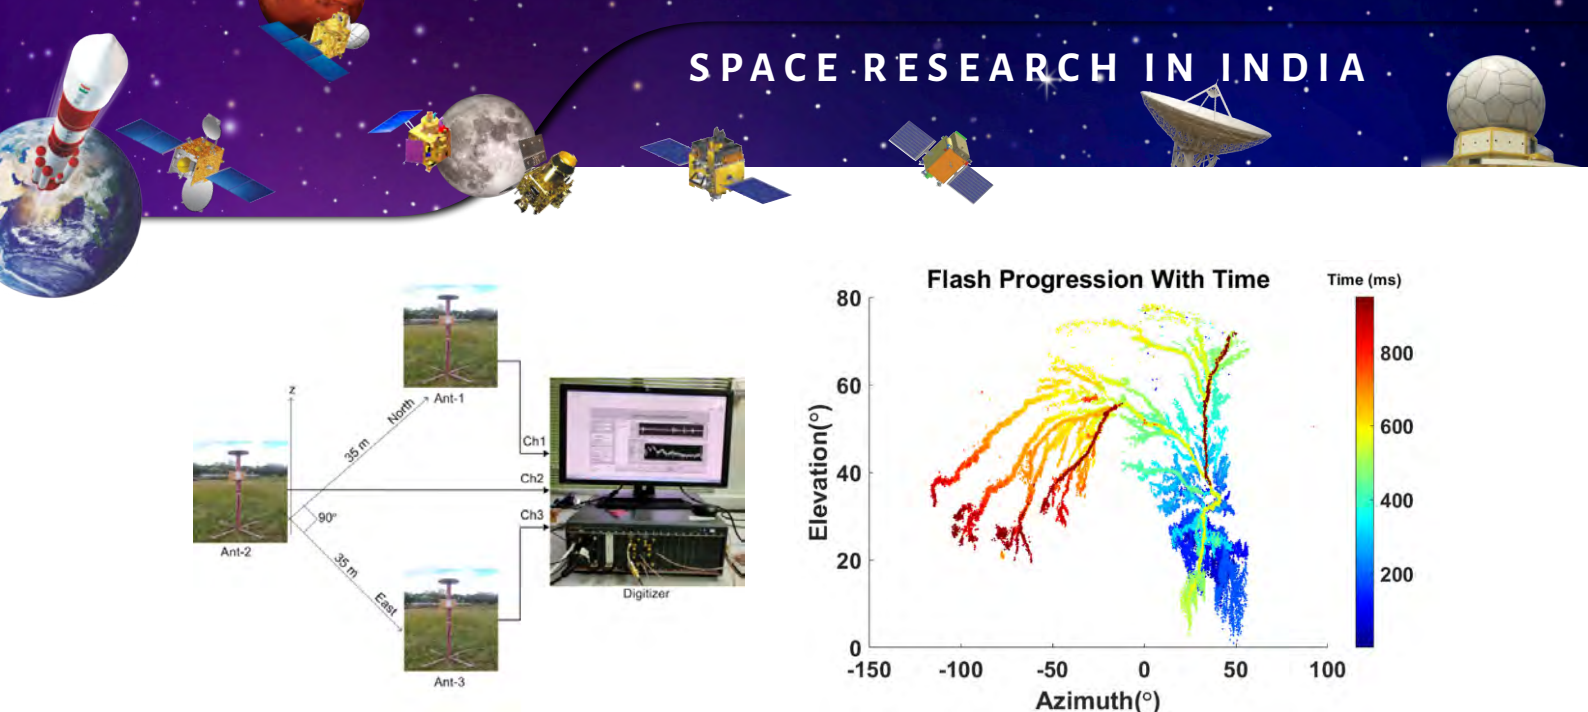 SPACE RESEARCH IN INDIA
z
35 m
North
Ant-1
Ch1
Ch2
Ch3
90°
Ant-2
35 m
East
Ant-3
Digitizer
Flash Progression With Time
Time (ms)
80
60
40
20
0
Elevation(°)
-150 -100 -50 0 50 100
Azimuth(°)
800
600
400
200